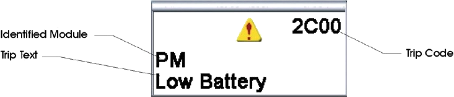 2C00
Identified Module
Trip Code
PM
Trip Text
Low Battery